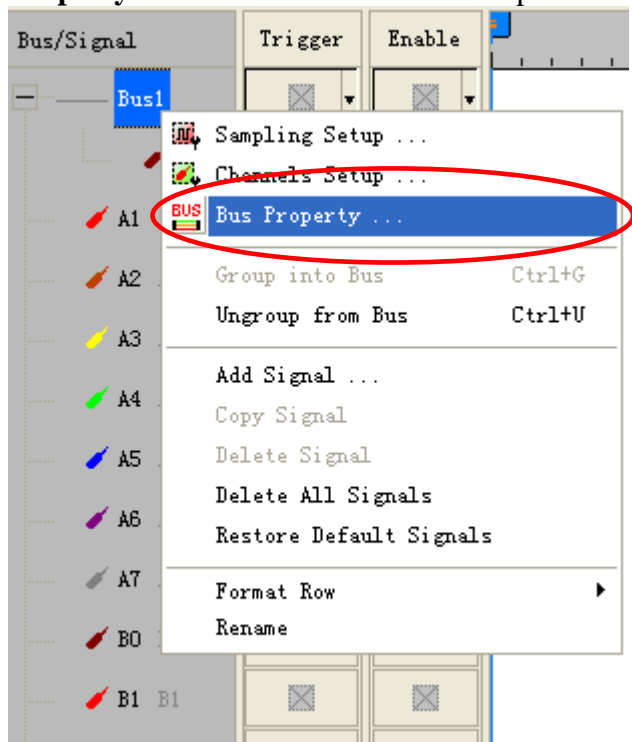 Bus/Signal Trigger Enable
Bus1
Sampling Setup ...
Channels Setup ...
A1 BUS Bus Property ...
A2 Group into Bus Ctrl+G
Ungroup from Bus Ctrl+U
A3
Add Signal ...
A4 Copy Signal
A5 Delete Signal
Delete All Signals
A6 Restore Default Signals
A7 Format Row
B0 Rename
B1 B1